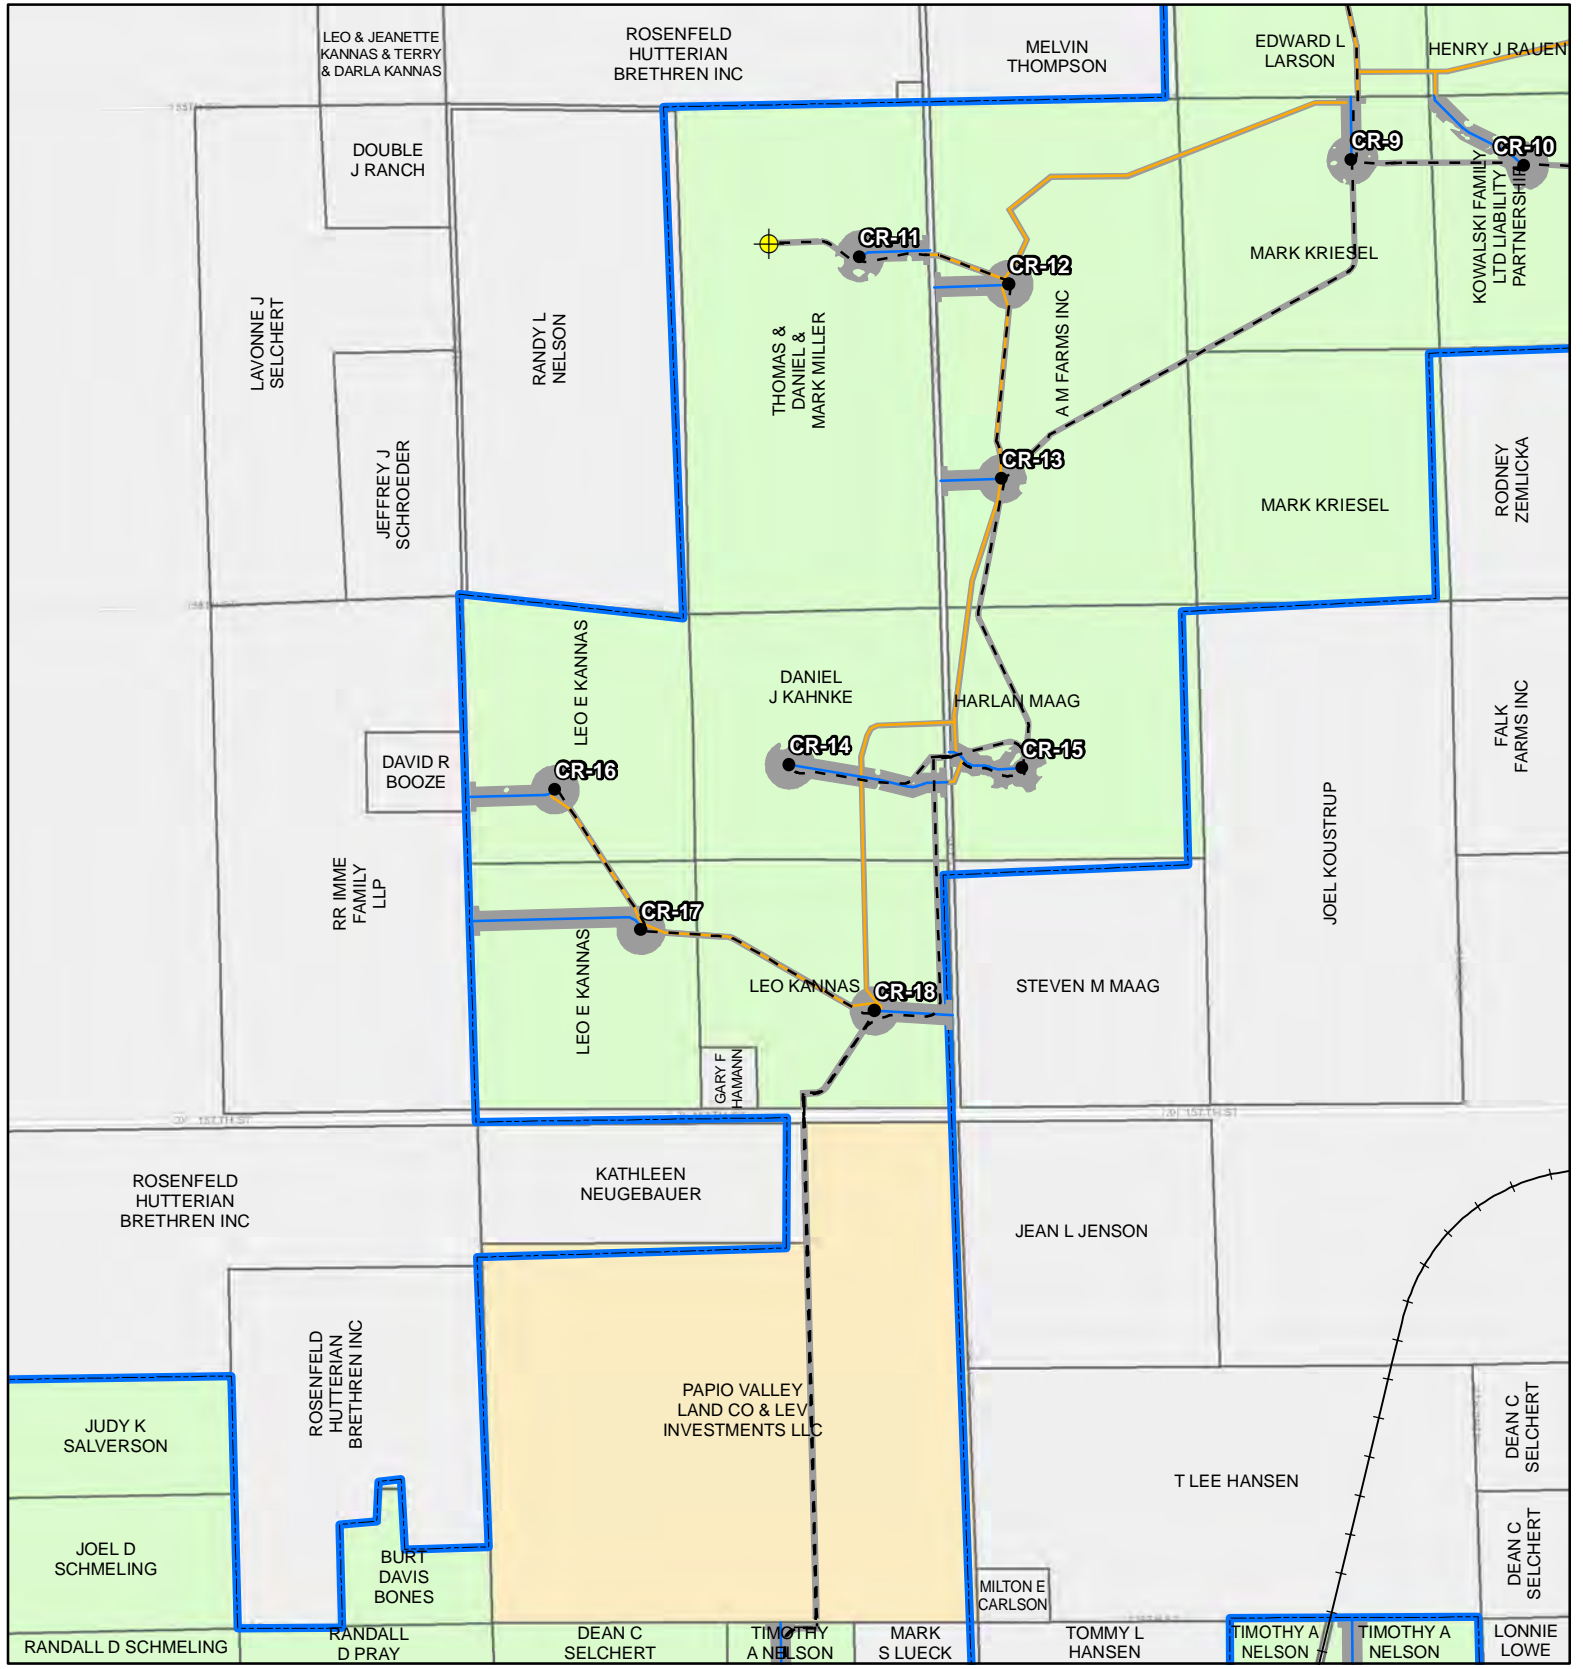 LEO & JEANETTE
KANNAS & TERRY
& DARLA KANNAS
ROSENFELD
HUTTERIAN
BRETHREN INC
MELVIN
THOMPSON
EDWARD L
LARSON
HENRY J RAUEN
DOUBLE
J RANCH
CR-9
CR-10
KOWALSKI FAMILY
LTD LIABILITY
PARTNERSHIP
CR-11
CR-12
MARK KRIESEL
LAVONNE J
SELCHERT
RANDY L
NELSON
THOMAS &
DANIEL &
MARK MILLER
A M FARMS INC
JEFFREY J
SCHROEDER
CR-13
MARK KRIESEL
RODNEY
ZEMLICKA
LEO E KANNAS
DANIEL
J KAHNKE
HARLAN MAAG
FALK
FARMS INC
DAVID R
BOOZE
CR-16
CR-14
CR-15
JOEL KOUSTRUP
RR IMME
FAMILY
LLP
CR-17
LEO E KANNAS
LEO KANNAS
CR-18
STEVEN M MAAG
GARY F
HAMANN
157TH ST
157TH ST
ROSENFELD
HUTTERIAN
BRETHREN INC
KATHLEEN
NEUGEBAUER
JEAN L JENSON
ROSENFELD
HUTTERIAN
BRETHREN INC
PAPIO VALLEY
LAND CO & LEV
INVESTMENTS LLC
JUDY K
SALVERSON
DEAN C
SELCHERT
T LEE HANSEN
JOEL D
SCHMELING
BURT
DAVIS
BONES
DEAN C
SELCHERT
MILTON E
CARLSON
RANDALL D SCHMELING
RANDALL
D PRAY
DEAN C
SELCHERT
TIMOTHY
A NELSON
MARK
S LUECK
TOMMY L
HANSEN
TIMOTHY A
NELSON
TIMOTHY A
NELSON
LONNIE
LOWE